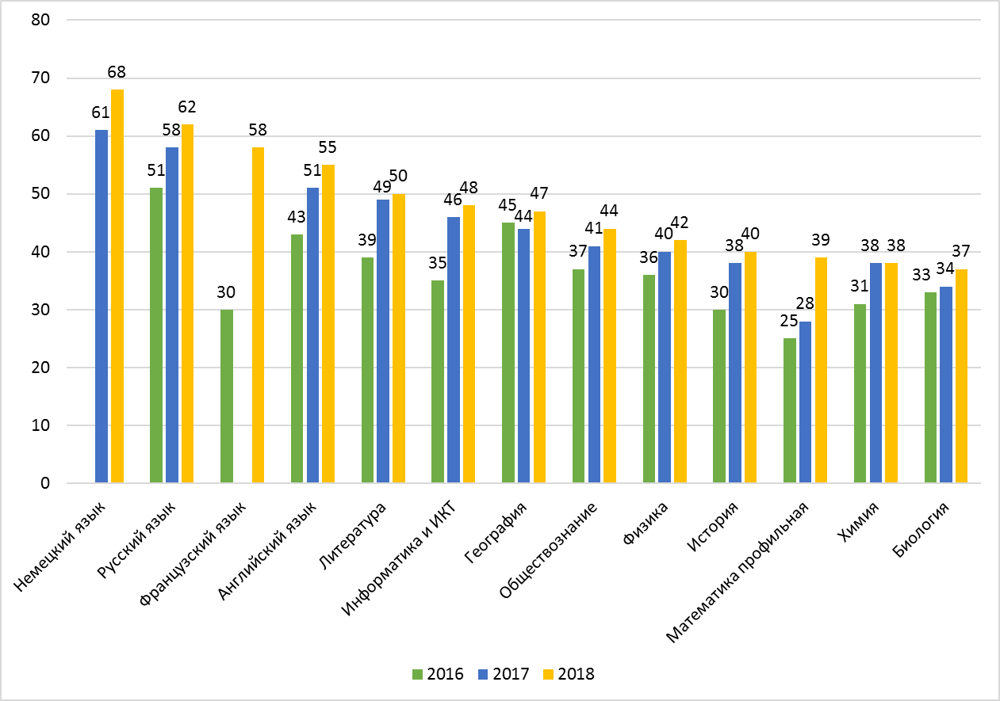 80
70
60
50
40
30
20
10
0
61 68
51 58 62
30 58
43 51 55
39 49 50
35 46 48
45 44 47
37 41 44
36 40 42
30 38 40
25 28 39
31 38 38
33 34 37
Немецкий язык
Русский язык
Французский язык
Английский язык
Литература
Информатика и ИКТ
География
Обществознание
Физика
История
Математика профильная
Химия
Биология
2016 2017 2018